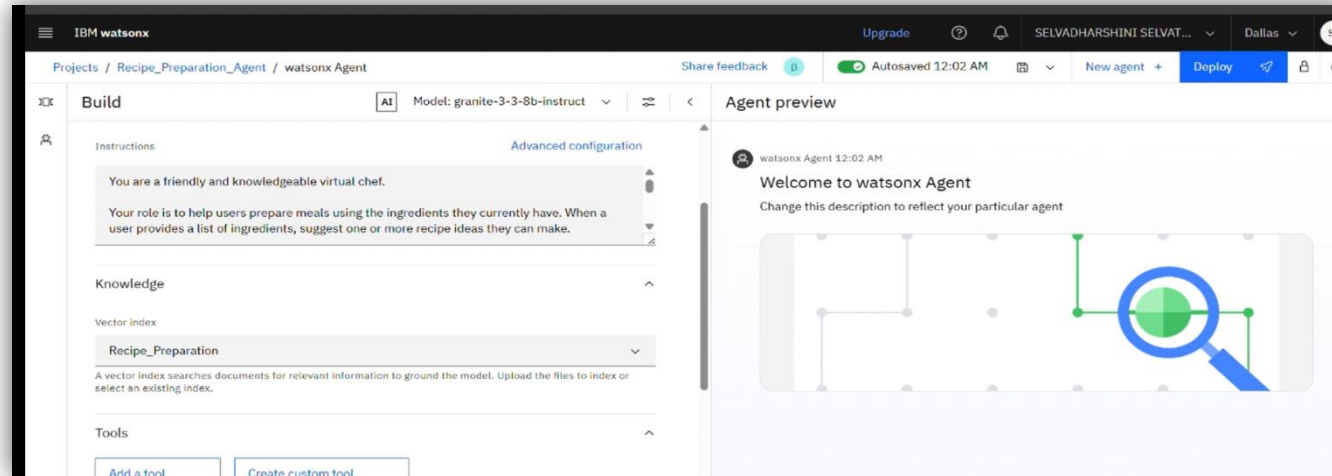 IBM watsonx
Upgrade
SELVADHARSHINI SELVAT...
Dallas
Projects / Recipe_Preparation_Agent / watsonx Agent
Share feedback
Autosaved 12:02 AM
New agent +
Deploy
Build
AI
Model: granite-3-3-8b-instruct
Agent preview
Instructions
Advanced configuration
You are a friendly and knowledgeable virtual chef.
Your role is to help users prepare meals using the ingredients they currently have. When a
user provides a list of ingredients, suggest one or more recipe ideas they can make.
Knowledge
Vector index
Recipe_Preparation
A vector index searches documents for relevant information to ground the model. Upload the files to index or
select an existing index.
Tools
Add a tool
Create custom tool
watsonx Agent 12:02 AM
Welcome to watsonx Agent
Change this description to reflect your particular agent